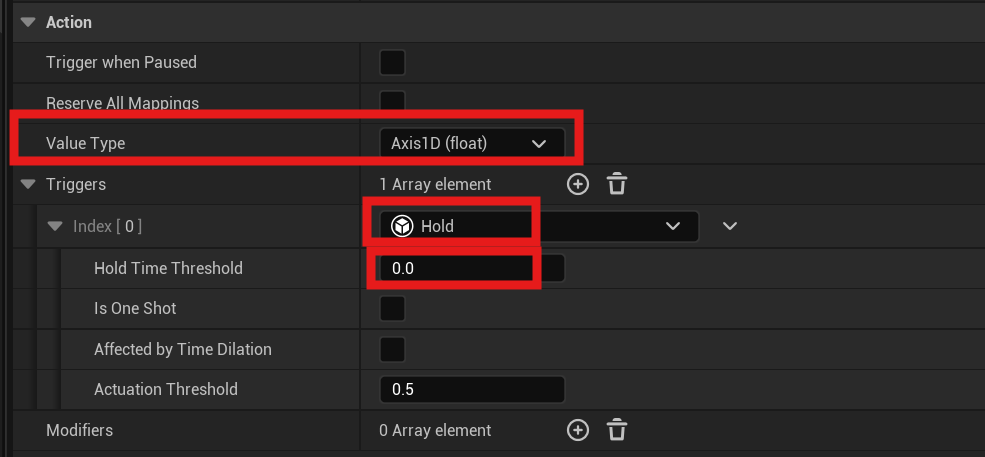 Action
Trigger when Paused
Reserve All Mappings
Value Type Axis1D (float)
Triggers 1 Array element
Index [ 0 ] Hold
Hold Time Threshold 0.0
Is One Shot
Affected by Time Dilation
Actuation Threshold 0.5
Modifiers 0 Array element